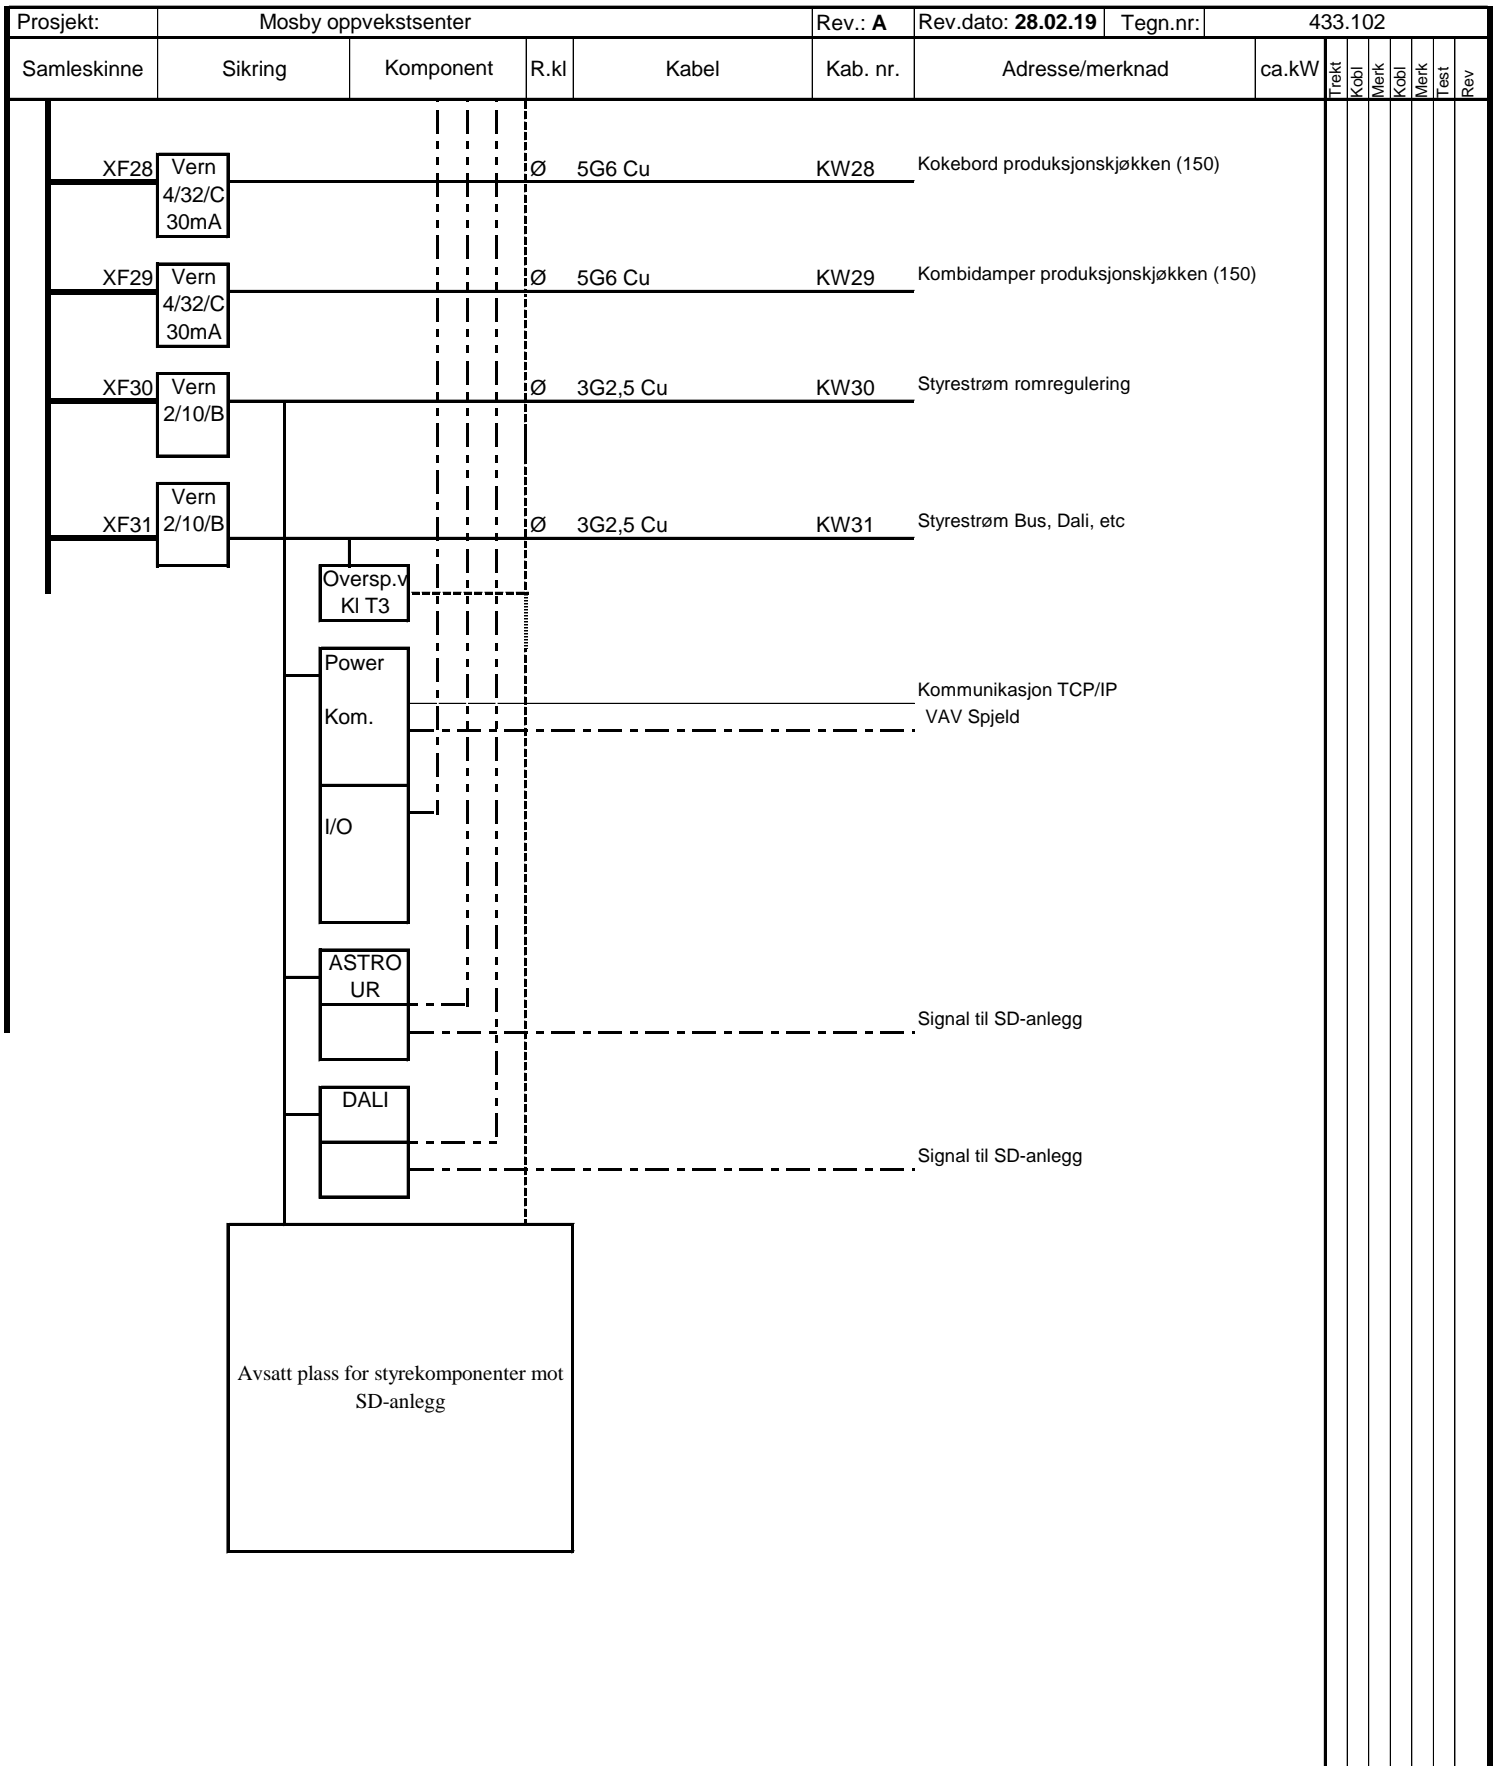 Prosjekt: Mosby oppvekstsenter Rev.: A Rev.dato: 28.02.19 Tegn.nr: 433.102
Samleskinne Sikring Komponent R.kl Kabel Kab. nr. Adresse/merknad ca.kW Trekt Kobl Merk Kobl Merk Test Rev
XF28 Vern Ø 5G6 Cu KW28 Kokebord produksjonskjøkken (150)
4/32/C
30mA
XF29 Vern Ø 5G6 Cu KW29 Kombidamper produksjonskjøkken (150)
4/32/C
30mA
XF30 Vern Ø 3G2,5 Cu KW30 Styrestrøm romregulering
2/10/B
Vern
XF31 2/10/B Ø 3G2,5 Cu KW31 Styrestrøm Bus, Dali, etc
Oversp.v
Kl T3
Power
Kommunikasjon TCP/IP
Kom. VAV Spjeld
I/O
ASTRO
UR
Signal til SD-anlegg
DALI
Signal til SD-anlegg
Avsatt plass for styrekomponenter mot
SD-anlegg